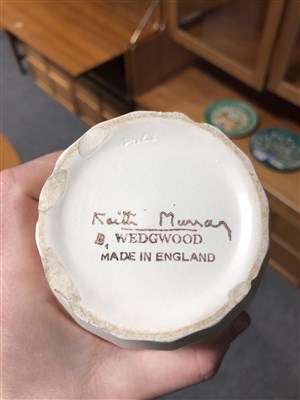 Keith Murray
B, WEDGWOOD
MADE IN ENGLAND